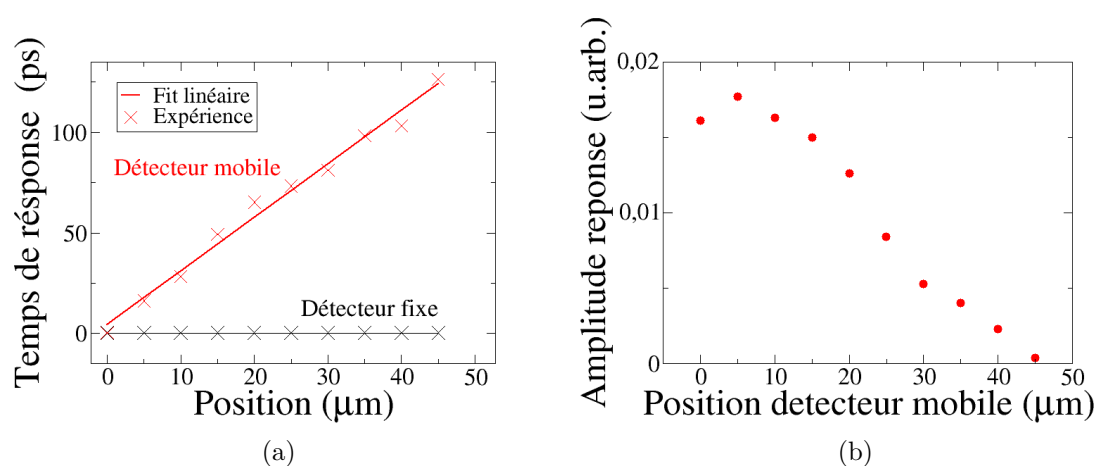 Temps de résponse (ps)
100
50
0
Fit linéaire
Expérience
Détecteur mobile
Détecteur fixe
0 10 20 30 40 50
Position (μm)
(a)
Amplitude reponse (u.arb.)
0,02
0,01
0
0 10 20 30 40 50
Position detecteur mobile (μm)
(b)